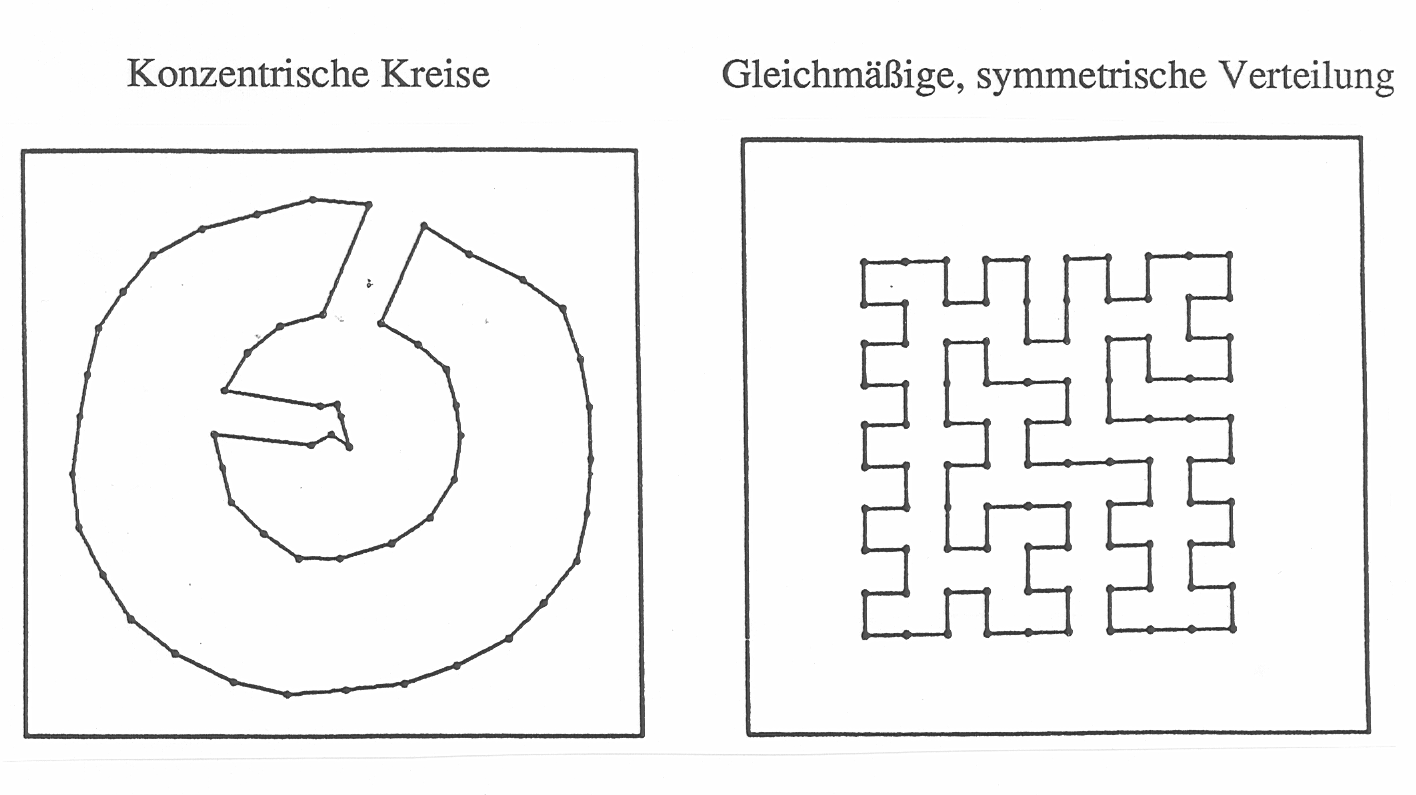 Konzentrische Kreise
Gleichmäßige, symmetrische Verteilung